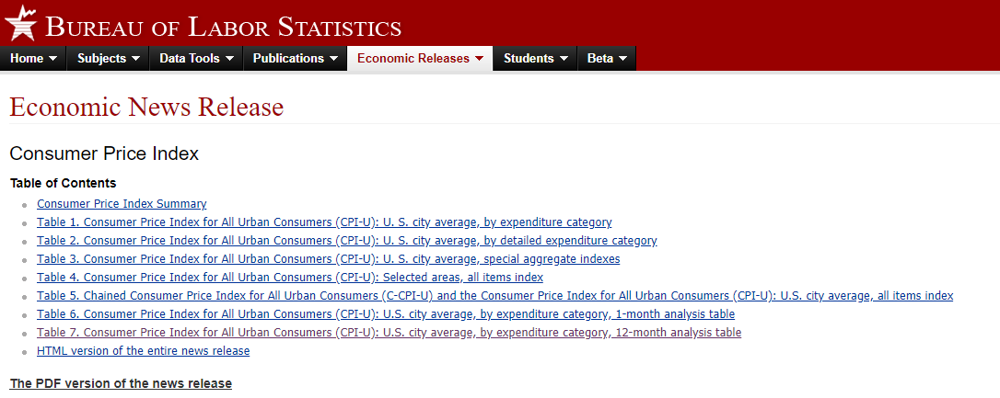 BUREAU OF LABOR STATISTICS
Home Subjects Data Tools Publications Economic Releases Students Beta
Economic News Release
Consumer Price Index
Table of Contents
Consumer Price Index Summary
Table 1. Consumer Price Index for All Urban Consumers (CPI-U): U. S. city average, by expenditure category
Table 2. Consumer Price Index for All Urban Consumers (CPI-U): U. S. city average, by detailed expenditure category
Table 3. Consumer Price Index for All Urban Consumers (CPI-U): U. S. city average, special aggregate indexes
Table 4. Consumer Price Index for All Urban Consumers (CPI-U): Selected areas, all items index
Table 5. Chained Consumer Price Index for All Urban Consumers (C-CPI-U) and the Consumer Price Index for All Urban Consumers (CPI-U): U.S. city average, all items index
Table 6. Consumer Price Index for All Urban Consumers (CPI-U): U.S. city average, by expenditure category, 1-month analysis table
Table 7. Consumer Price Index for All Urban Consumers (CPI-U): U.S. city average, by expenditure category, 12-month analysis table
HTML version of the entire news release
The PDF version of the news release